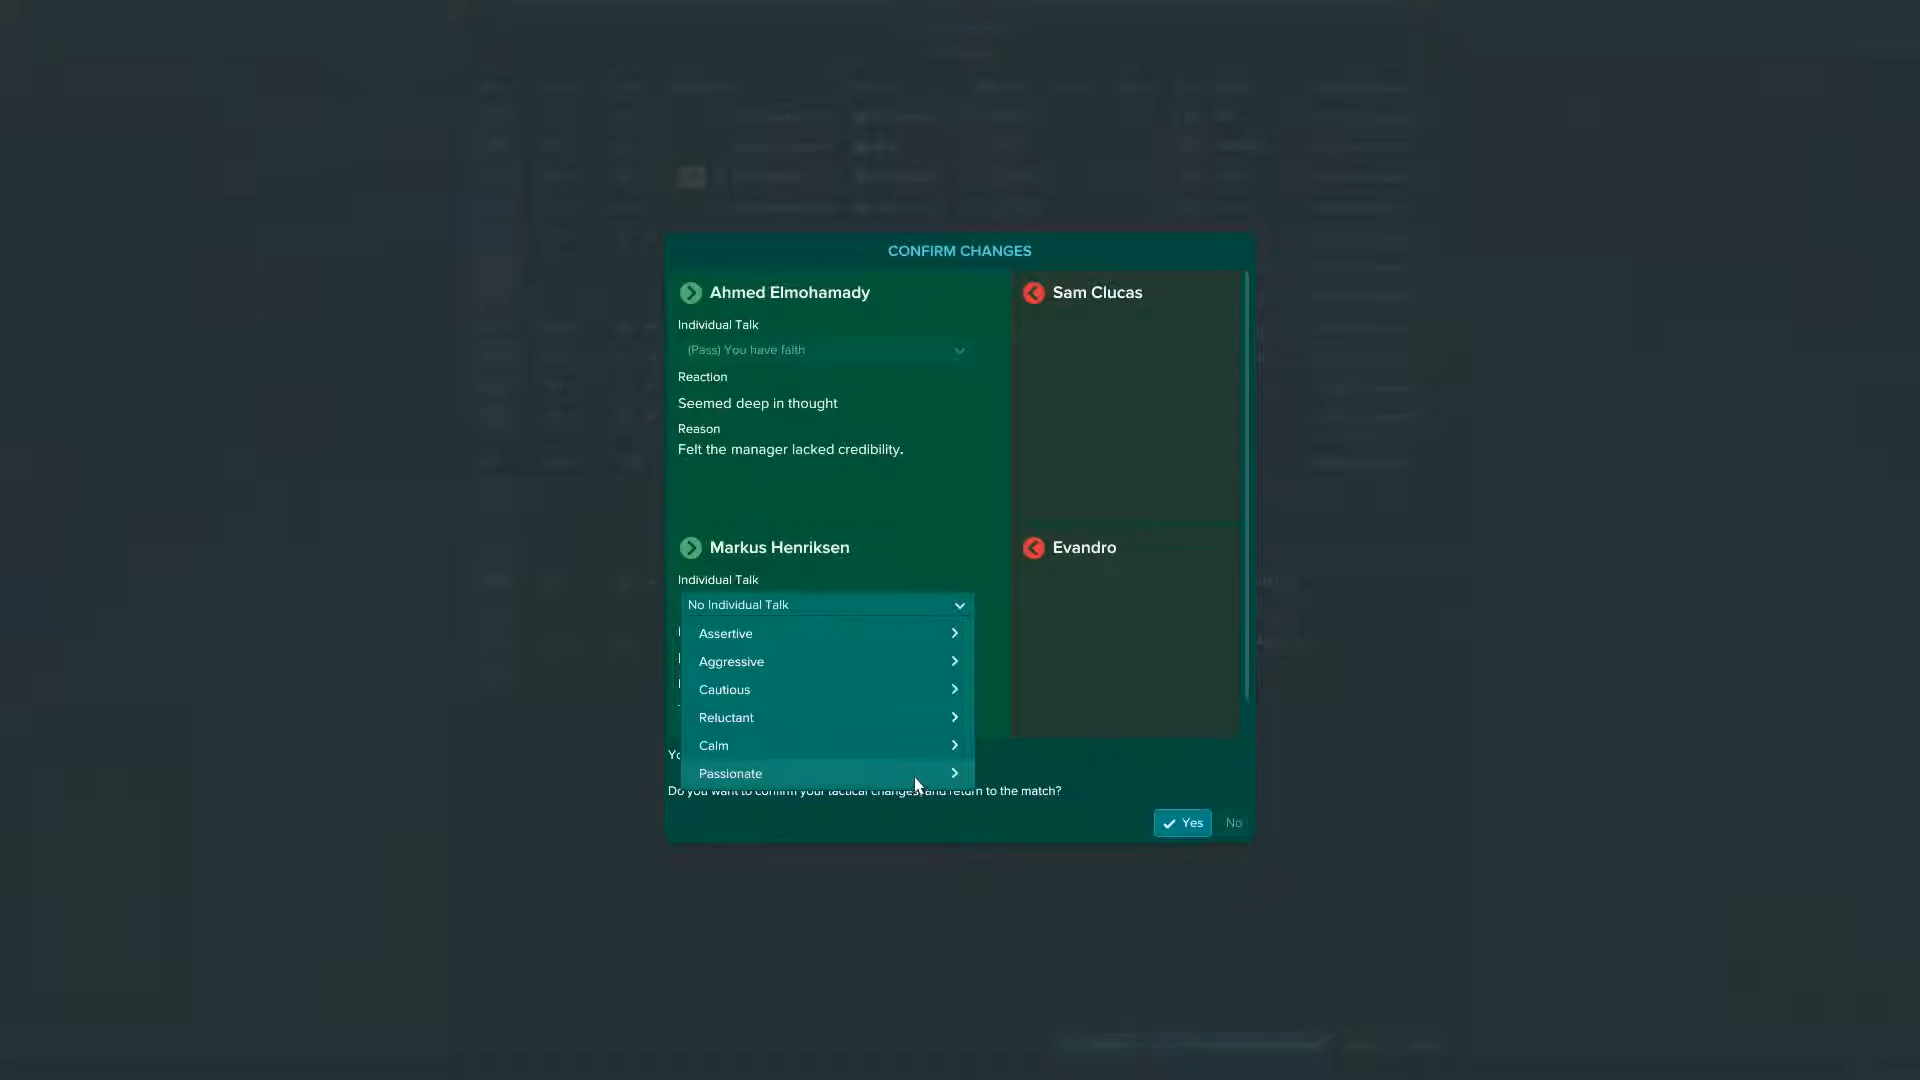 CONFIRM CHANGES
Ahmed Elmohamady
Sam Clucas
Individual Talk
(Pass) You have faith
Reaction
Seemed deep in thought
Reason
Felt the manager lacked credibility.
Markus Henriksen
Evandro
Individual Talk
No Individual Talk
Assertive
Aggressive
Cautious
Reluctant
Calm
Passionate
Do you want to confirm your tactical changes and return to the match?
Yes
No